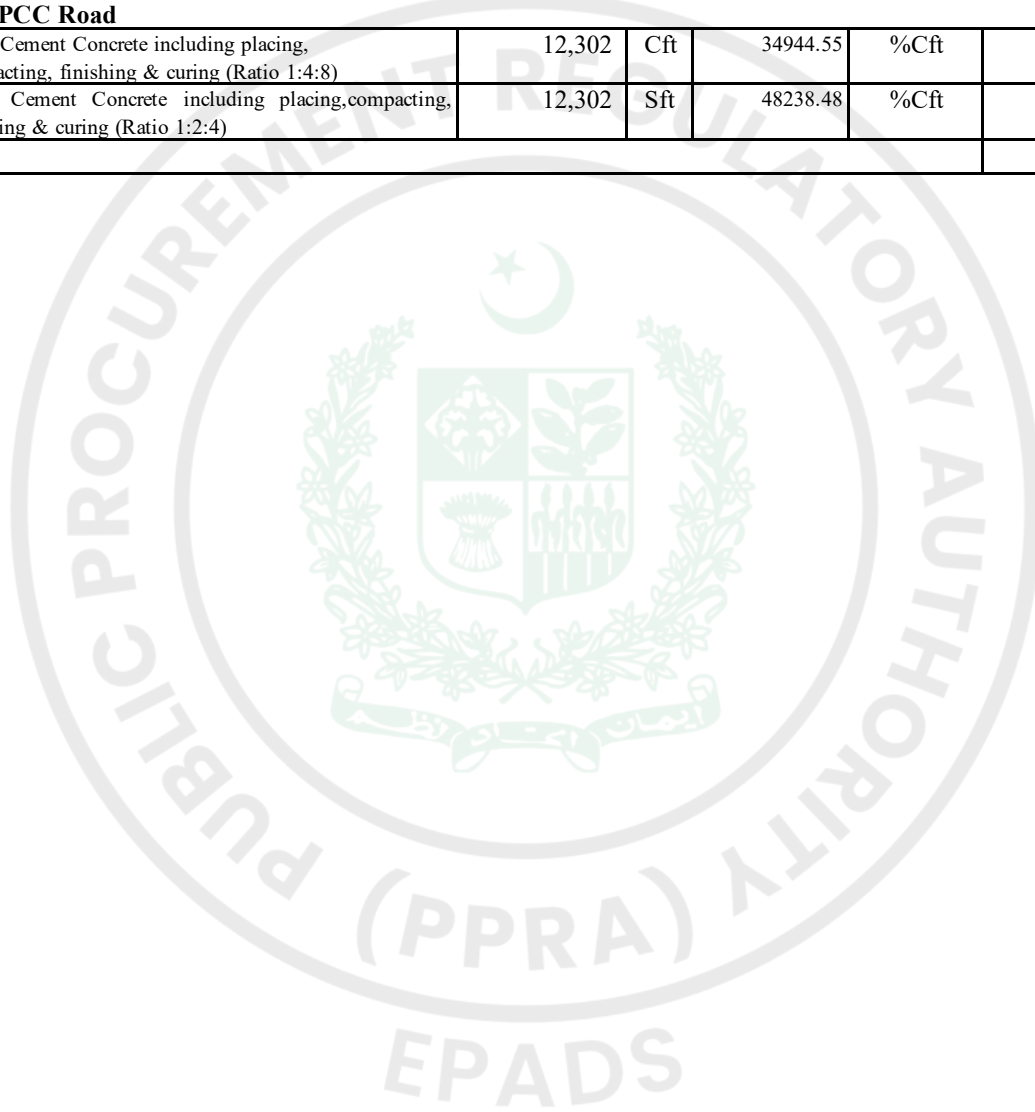 PCC Road
Cement Concrete including placing, 12,302 Cft 34944.55 %Cft
acting, finishing & curing (Ratio 1:4:8)
Cement Concrete including placing,compacting, 12,302 Sft 48238.48 %Cft
ing & curing (Ratio 1:2:4)
PUBLIC PROCUREMENT REGULATORY AUTHORITY
(PPRA)
EPADS